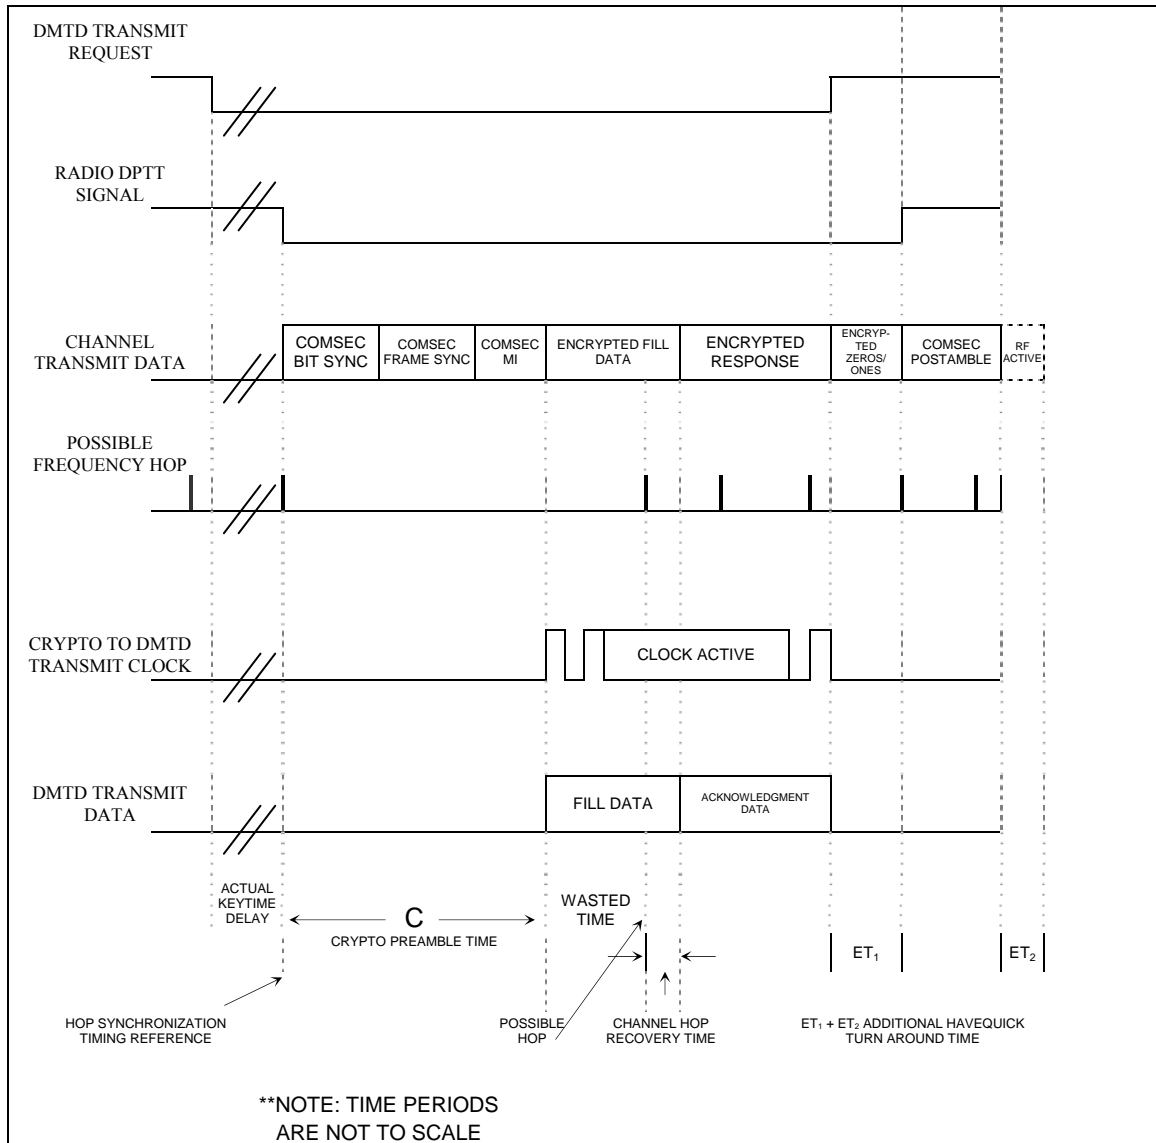 DMTD TRANSMIT
REQUEST
RADIO DPTT
SIGNAL
CHANNEL
TRANSMIT DATA
COMSEC
BIT SYNC
COMSEC
FRAME SYNC
COMSEC
MI
ENCRYPTED FILL
DATA
ENCRYPTED
RESPONSE
ENCRYP-
TED
ZEROS/
ONES
COMSEC
POSTAMBLE
RF
ACTIVE
POSSIBLE
FREQUENCY HOP
CRYPTO TO DMTD
TRANSMIT CLOCK
CLOCK ACTIVE
DMTD TRANSMIT
DATA
FILL DATA
ACKNOWLEDGMENT
DATA
ACTUAL
KEYTIME
DELAY
C
CRYPTO PREAMBLE TIME
WASTED
TIME
ET1
ET2
HOP SYNCHRONIZATION
TIMING REFERENCE
POSSIBLE
HOP
CHANNEL HOP
RECOVERY TIME
ET1 + ET2 ADDITIONAL HAVEQUICK
TURN AROUND TIME
**NOTE: TIME PERIODS
ARE NOT TO SCALE